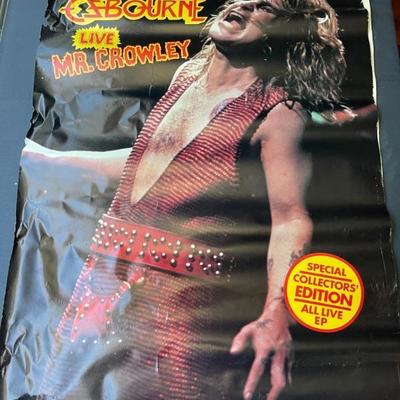 OSBOURNE
LIVE
MR. CROWLEY
SPECIAL
COLLECTORS'
EDITION
ALL LIVE
EP